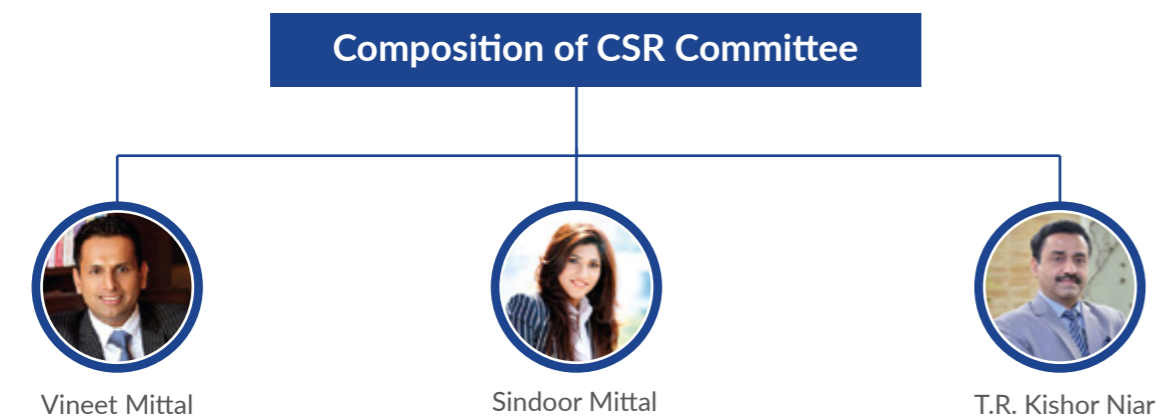 Composition of CSR Committee
Vineet Mittal
Sindoor Mittal
T.R. Kishor Niar